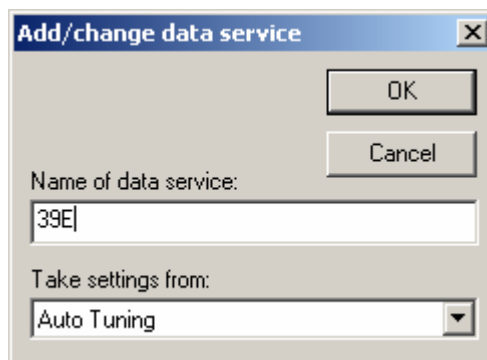 Add/change data service
OK
Cancel
Name of data service:
39E
Take settings from:
Auto Tuning